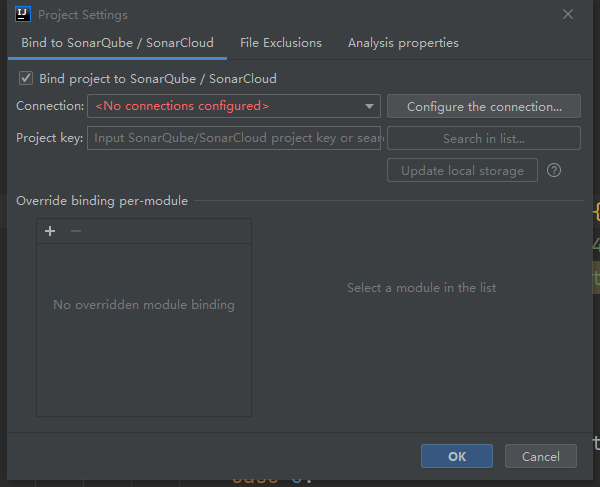 Project Settings
Bind to SonarQube / SonarCloud File Exclusions Analysis properties
Bind project to SonarQube / SonarCloud
Connection: <No connections configured> Configure the connection...
Project key: Input SonarQube/SonarCloud project key or sear Search in list...
Update local storage ?
Override binding per-module
+ −
No overridden module binding
Select a module in the list
OK Cancel